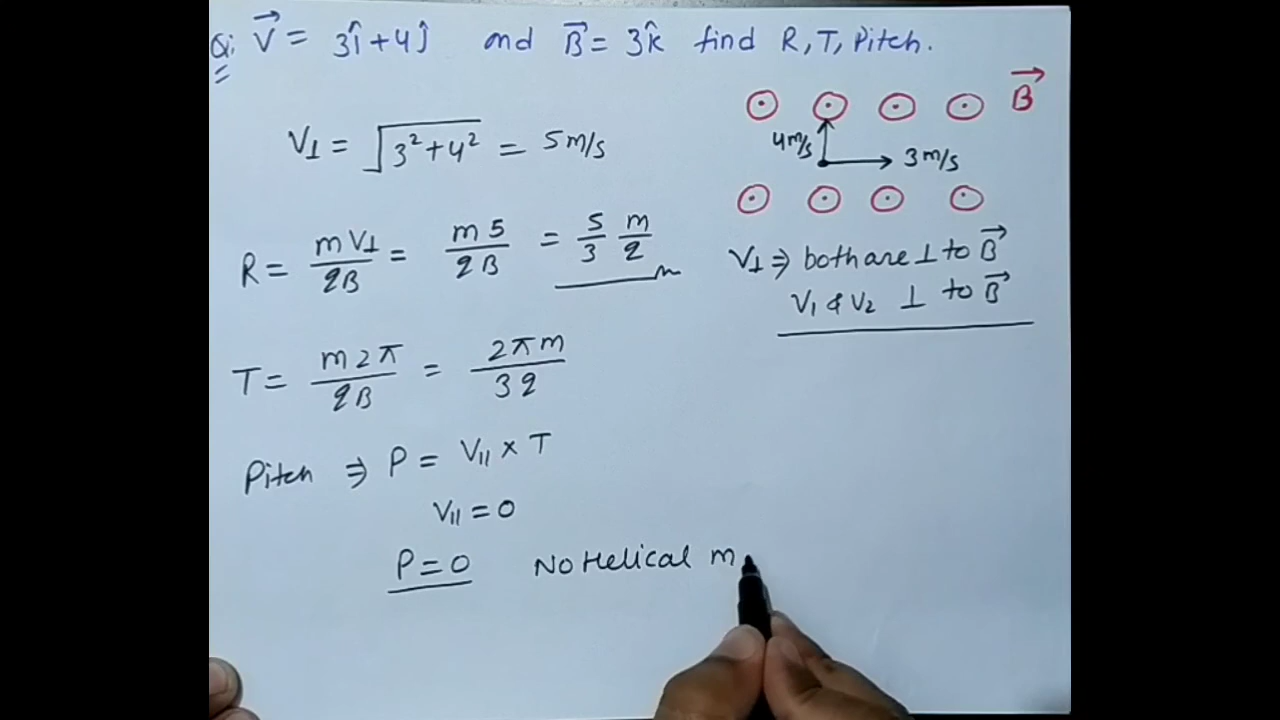 Q: V⃗ = 3î + 4ĵ and B⃗ = 3k̂ find R, T, Pitch.
V⊥ = √(3² + 4²) = 5 m/s
R = mV⊥/qB = m5/qB = 5/3 m/q
T = m2π/qB = 2πm/3q
Pitch ⇒ P = V|| × T
V|| = 0
P = 0 No Helical m
B⃗
4 m/s
3 m/s
V⊥ ⇒ both are ⊥ to B⃗
V₁ & V₂ ⊥ to B⃗